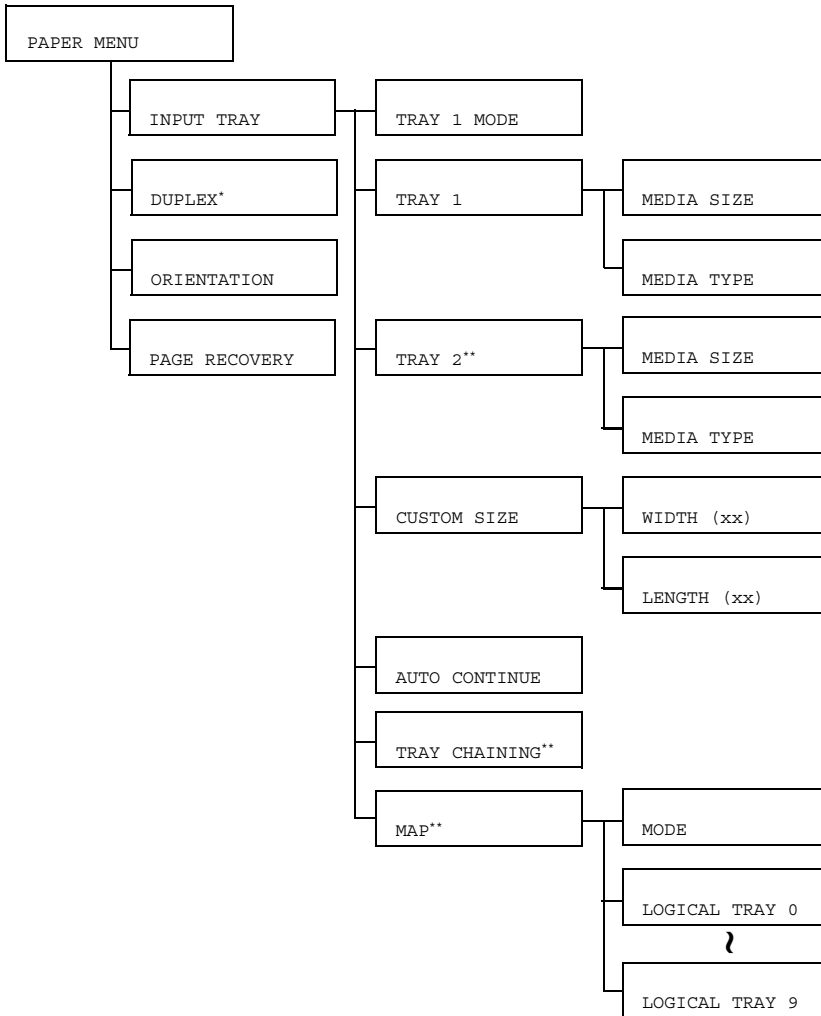 PAPER MENU
INPUT TRAY
TRAY 1 MODE
DUPLEX*
TRAY 1
MEDIA SIZE
ORIENTATION
MEDIA TYPE
PAGE RECOVERY
TRAY 2**
MEDIA SIZE
MEDIA TYPE
CUSTOM SIZE
WIDTH (xx)
LENGTH (xx)
AUTO CONTINUE
TRAY CHAINING**
MAP**
MODE
LOGICAL TRAY 0
~
LOGICAL TRAY 9